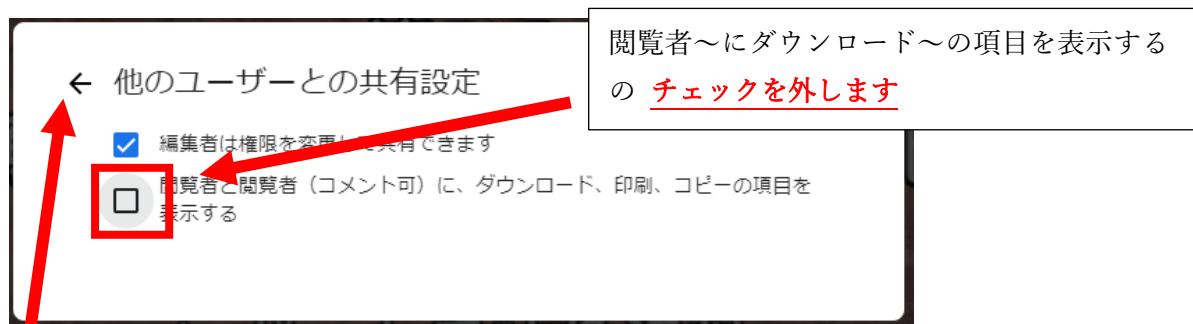 閲覧者～にダウンロード～の項目を表示する
の チェックを外します
← 他のユーザーとの共有設定
編集者は権限を変更して共有できます
閲覧者と閲覧者（コメント可）に、ダウンロード、印刷、コピーの項目を
表示する